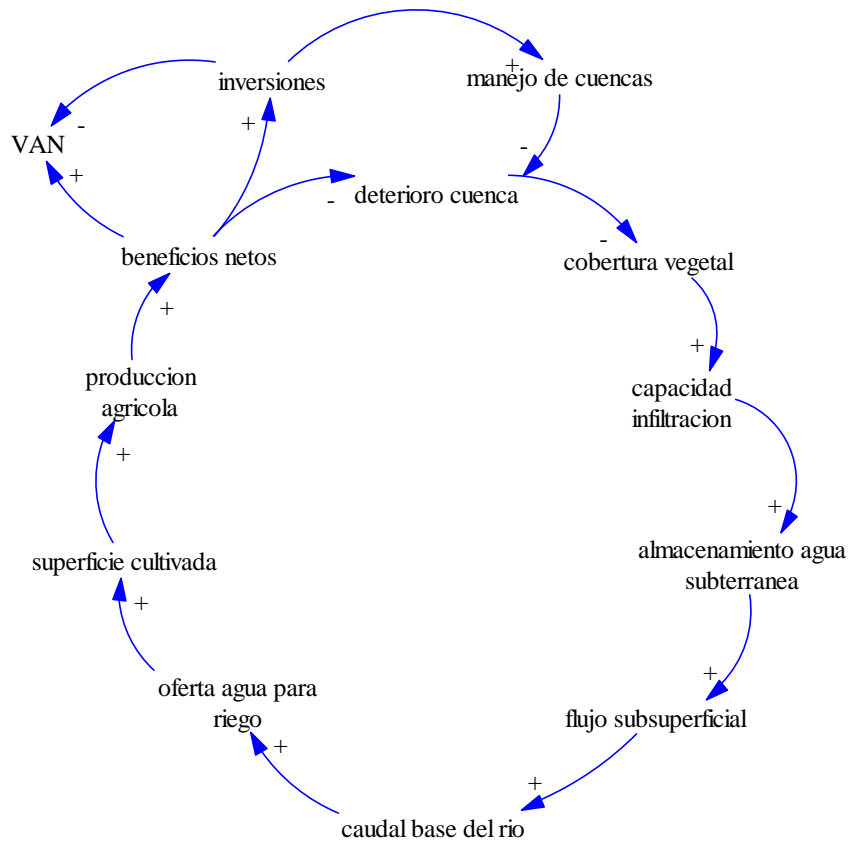 inversiones
+
manejo de cuencas
-
VAN
+
+
-
deterioro cuenca
-
beneficios netos
-
cobertura vegetal
+
+
produccion
agricola
capacidad
infiltracion
+
+
superficie cultivada
almacenamiento agua
subterranea
+
oferta agua para
riego
+
flujo subsuperficial
+
+
caudal base del rio